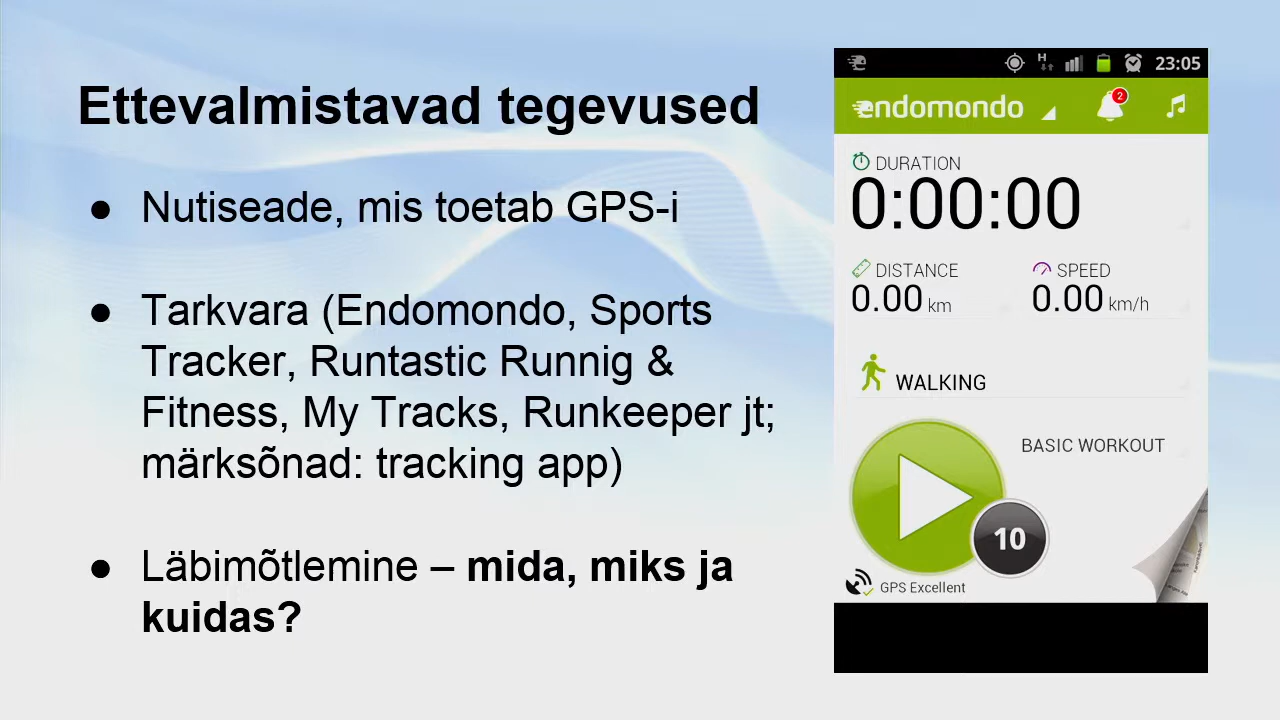 Ettevalmistavad tegevused
● Nutiseade, mis toetab GPS-i
● Tarkvara (Endomondo, Sports
Tracker, Runtastic Runnig &
Fitness, My Tracks, Runkeeper jt;
märksõnad: tracking app)
● Läbimõtlemine – mida, miks ja
kuidas?
H 23:05
endomondo 2
DURATION
0:00:00
DISTANCE SPEED
0.00 km 0.00 km/h
WALKING
BASIC WORKOUT
10
GPS Excellent